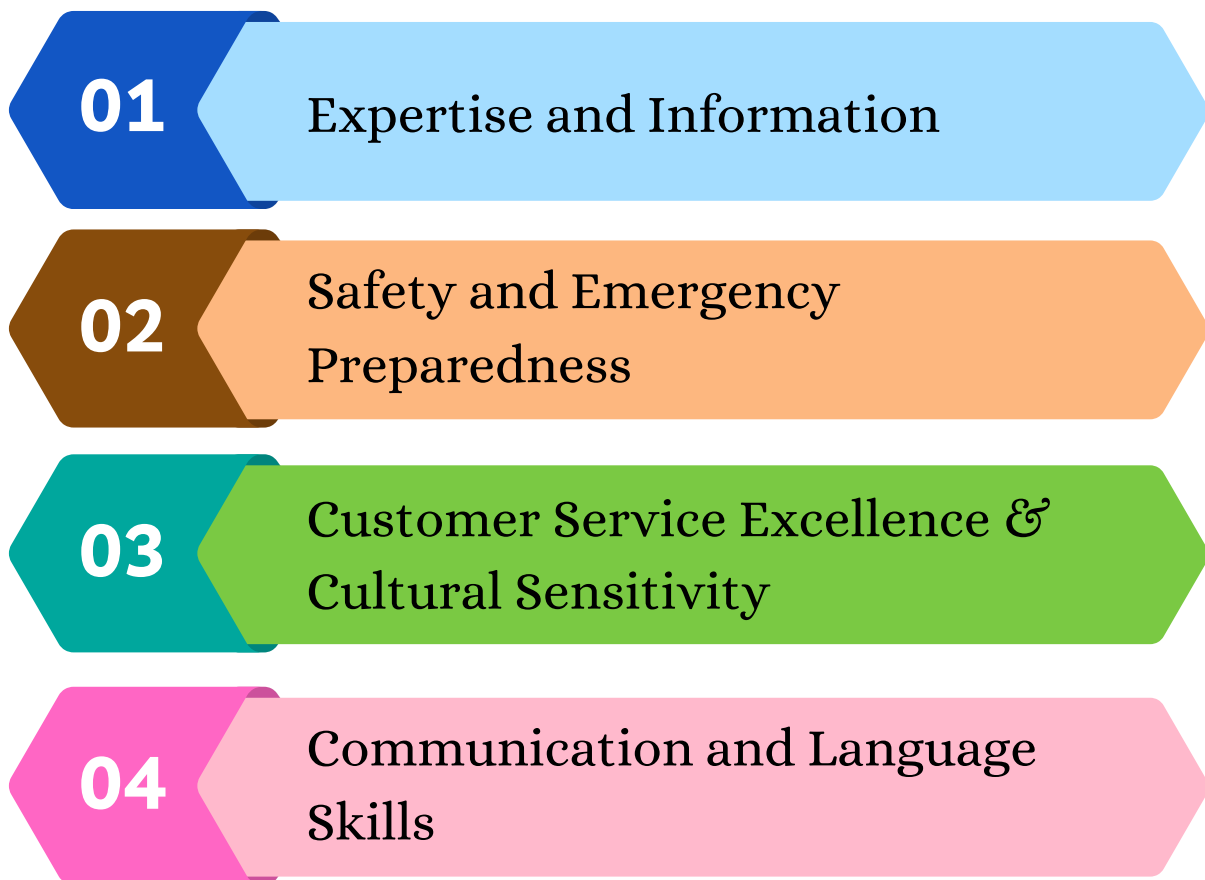 01
Expertise and Information
02
Safety and Emergency
Preparedness
03
Customer Service Excellence &
Cultural Sensitivity
04
Communication and Language
Skills